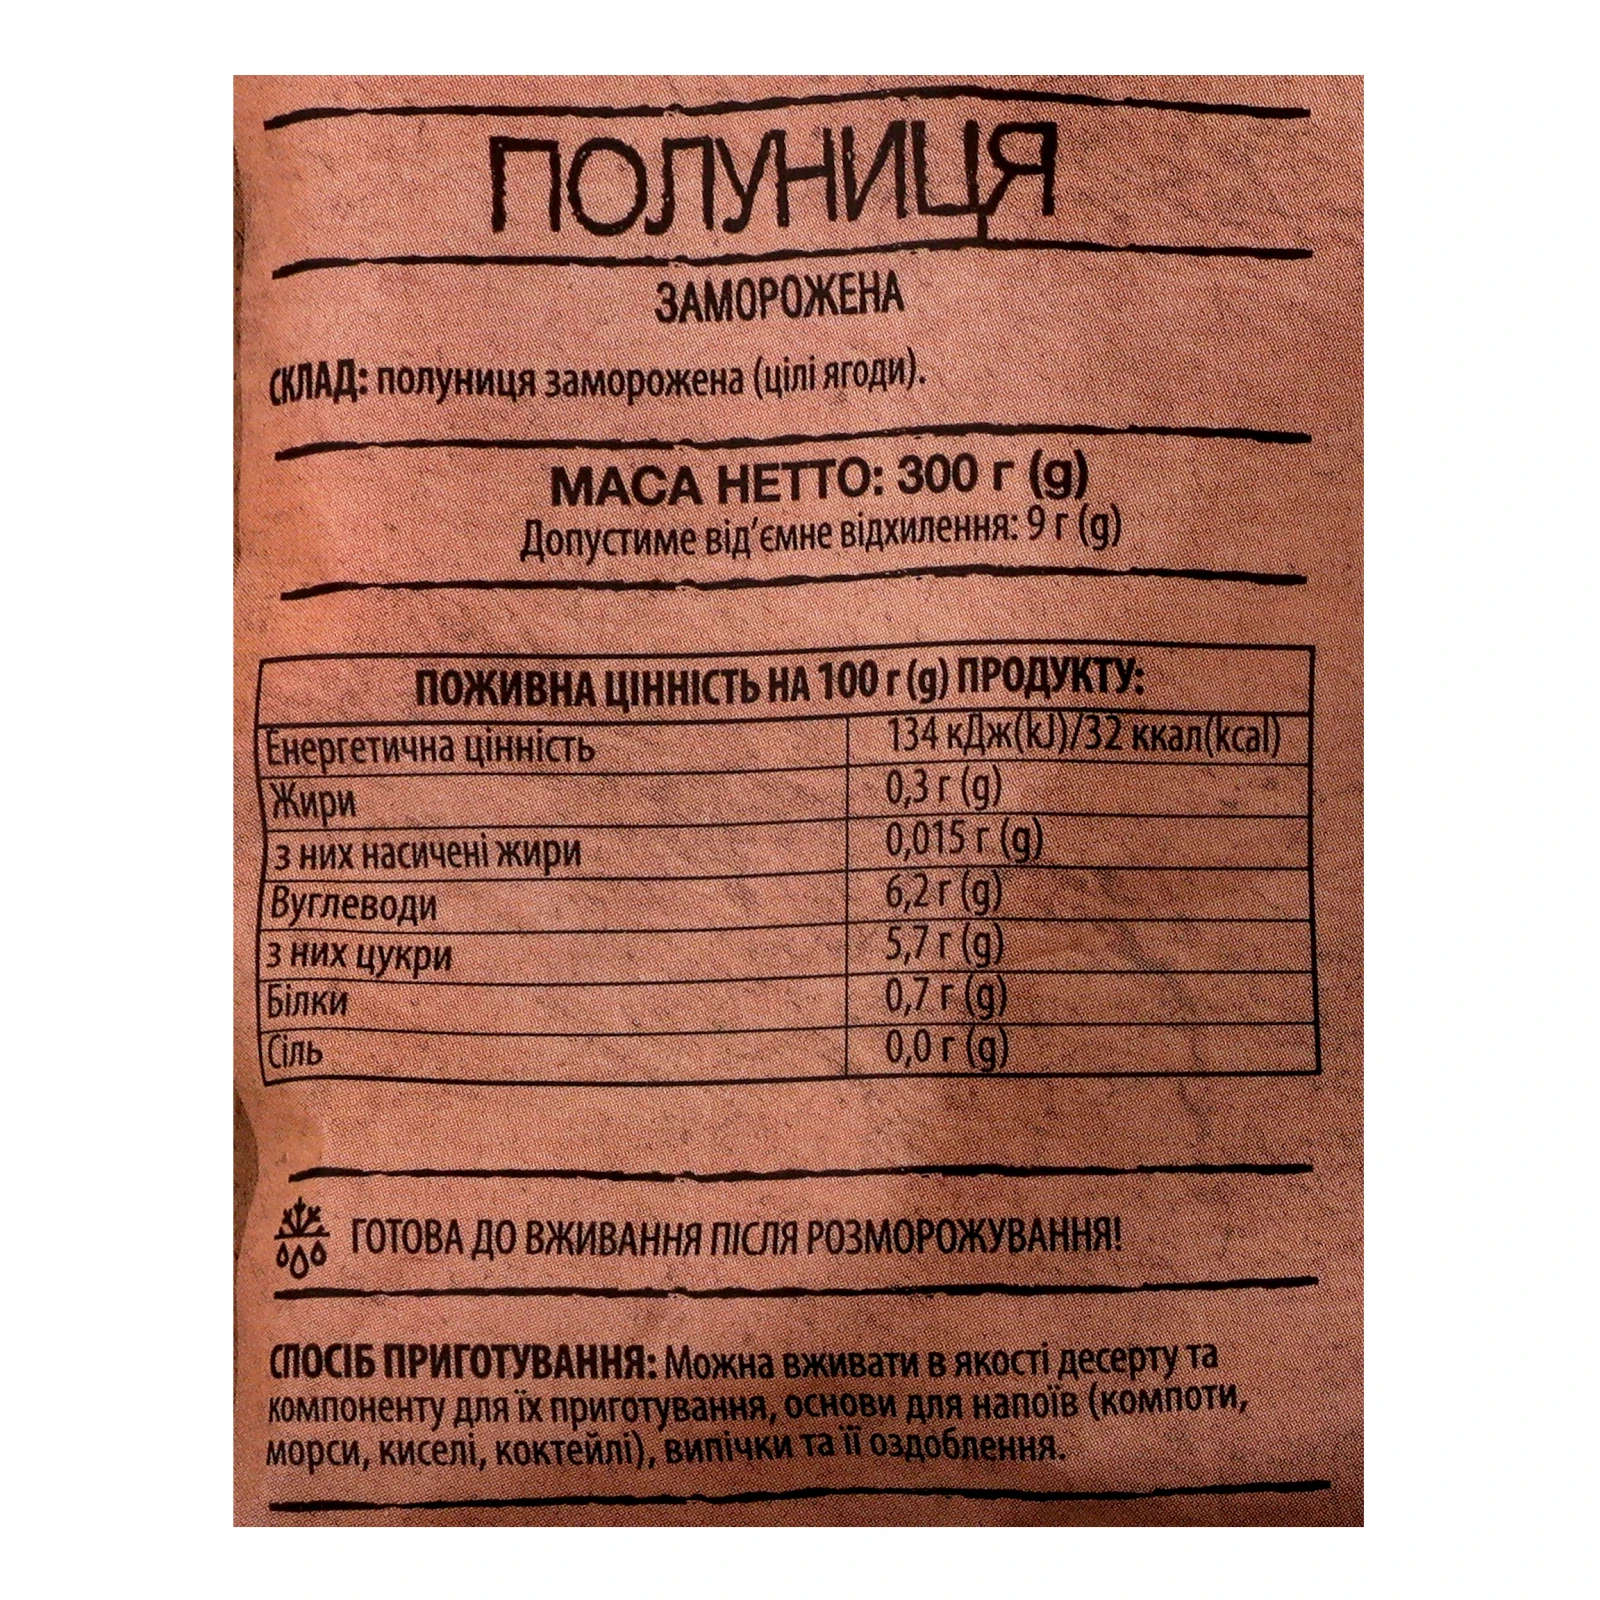 ПОЛУНИЦЯ
ЗАМОРОЖЕНА
СКЛАД: полуниця заморожена (цілі ягоди).
МАСА НЕТТО: 300 г (g)
Допустиме від'ємне відхилення: 9 г (g)
ПОЖИВНА ЦІННІСТЬ НА 100 г (g) ПРОДУКТУ:
Енергетична цінність 134 кДж(kJ)/32 ккал(kcal)
Жири 0,3 г (g)
з них насичені жири 0,015 г (g)
Вуглеводи 6,2 г (g)
з них цукри 5,7 г (g)
Білки 0,7 г (g)
Сіль 0,0 г (g)
ГОТОВА ДО ВЖИВАННЯ ПІСЛЯ РОЗМОРОЖУВАННЯ!
СПОСІБ ПРИГОТУВАННЯ: Можна вживати в якості десерту та
компоненту для їх приготування, основи для напоїв (компоти,
морси, киселі, коктейлі), випічки та її оздоблення.